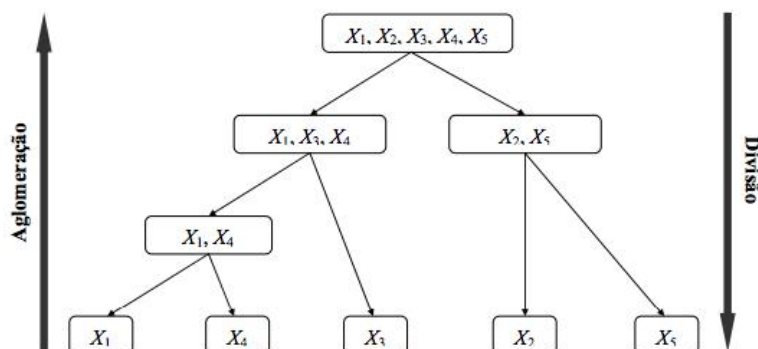 X₁, X₂, X₃, X₄, X₅
Aglomeração
X₁, X₃, X₄
X₂, X₅
Divisão
X₁, X₄
X₁
X₄
X₃
X₂
X₅